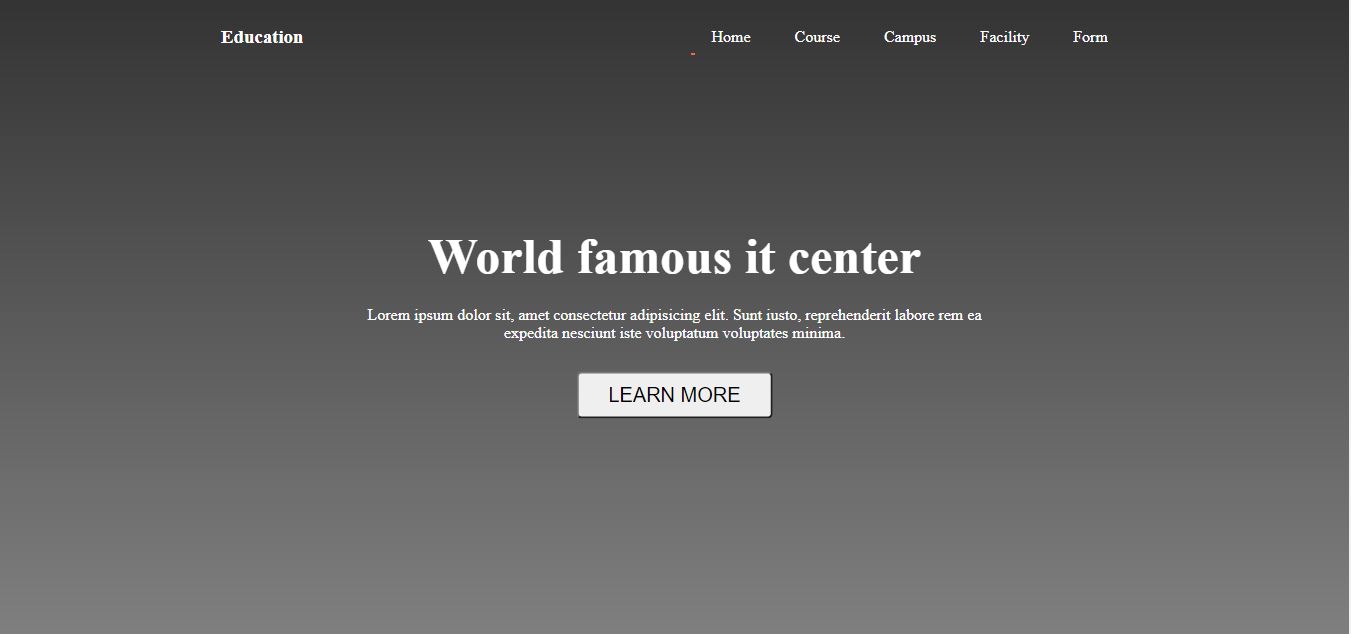 Education
Home Course Campus Facility Form
World famous it center
Lorem ipsum dolor sit, amet consectetur adipisicing elit. Sunt iusto, reprehenderit labore rem ea
expedita nesciunt iste voluptatum voluptates minima.
LEARN MORE